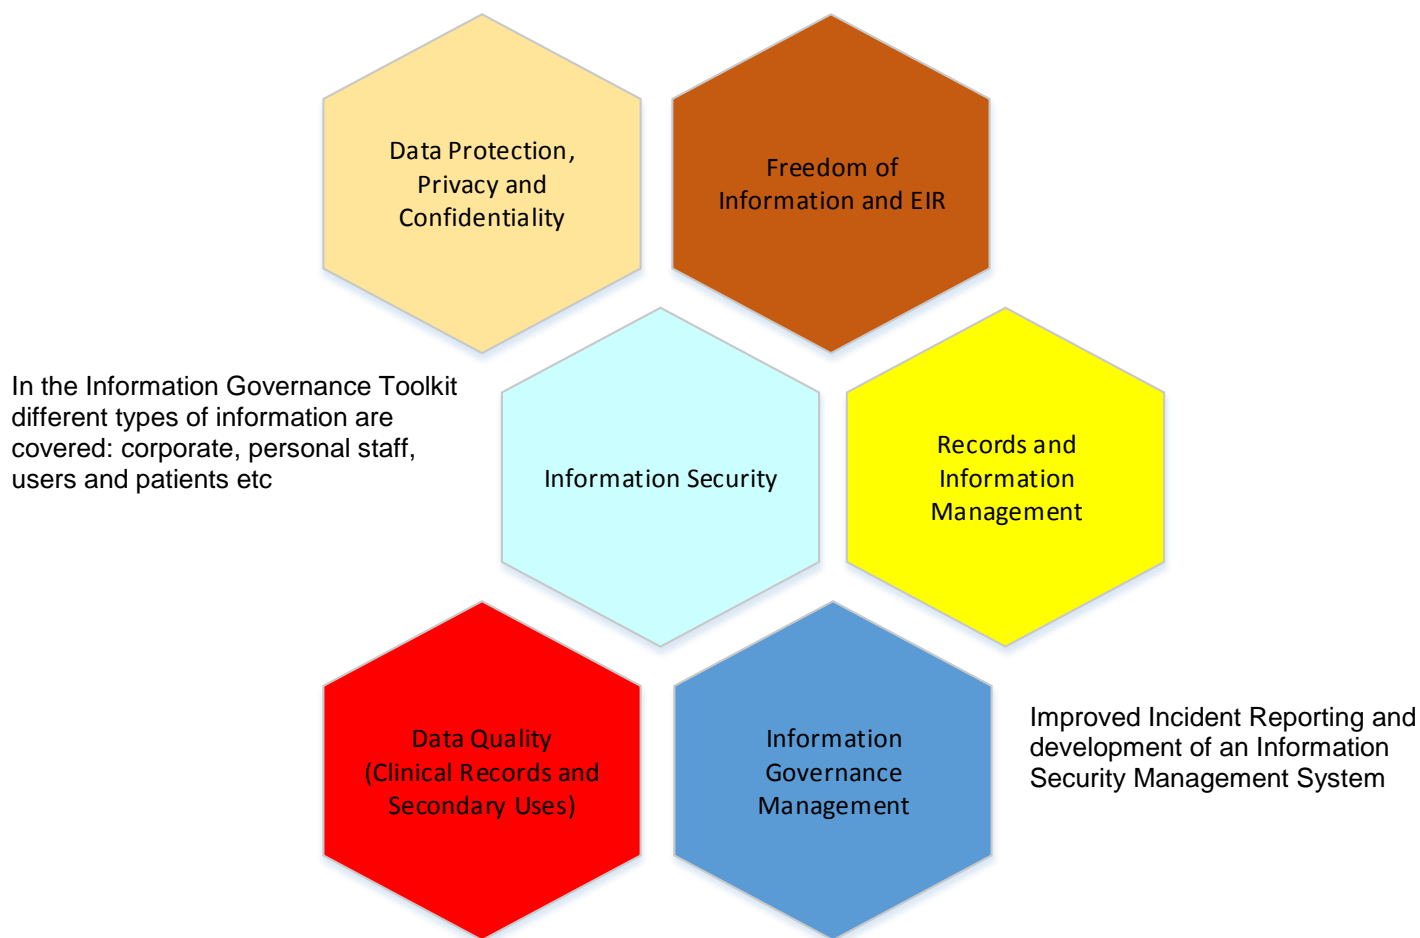 Data Protection,
Privacy and
Confidentiality
Freedom of
Information and EIR
In the Information Governance Toolkit
different types of information are
covered: corporate, personal staff,
users and patients etc
Information Security
Records and
Information
Management
Data Quality
(Clinical Records and
Secondary Uses)
Information
Governance
Management
Improved Incident Reporting and
development of an Information
Security Management System